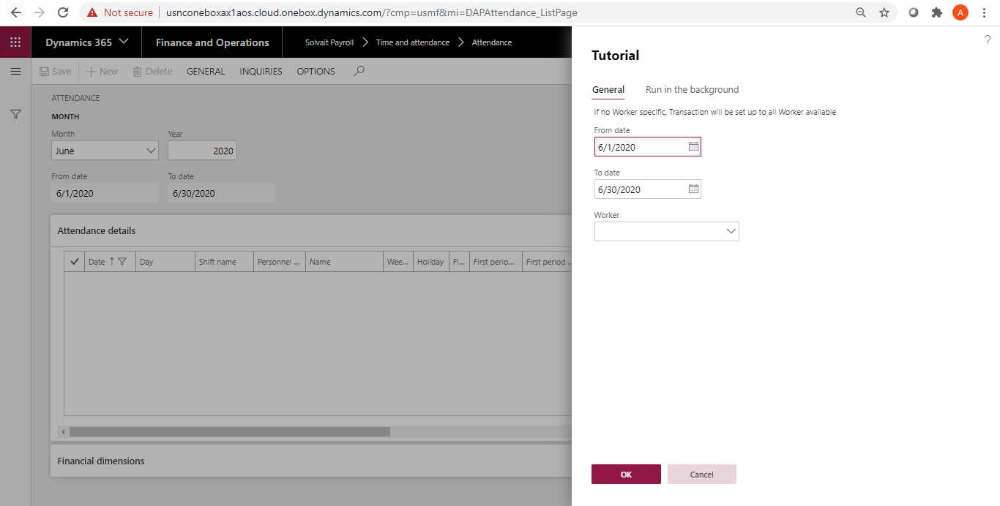 Not secure usnconeboxax1aos.cloud.onebox.dynamics.com/?cmp=usmf&mi=DAPAttendance_ListPage A
Dynamics 365 Finance and Operations Solvait Payroll Time and attendance Attendance
Save New Delete GENERAL INQUIRIES OPTIONS
ATTENDANCE
MONTH
Month Year
June 2020
From date To date
6/1/2020 6/30/2020
Attendance details
Date Day Shift name Personnel ... Name Wee... Holiday Fl... First perio... First period ..
Financial dimensions
?
Tutorial
General Run in the background
If no Worker specific, Transaction will be set up to all Worker available
From date
6/1/2020
To date
6/30/2020
Worker
OK Cancel